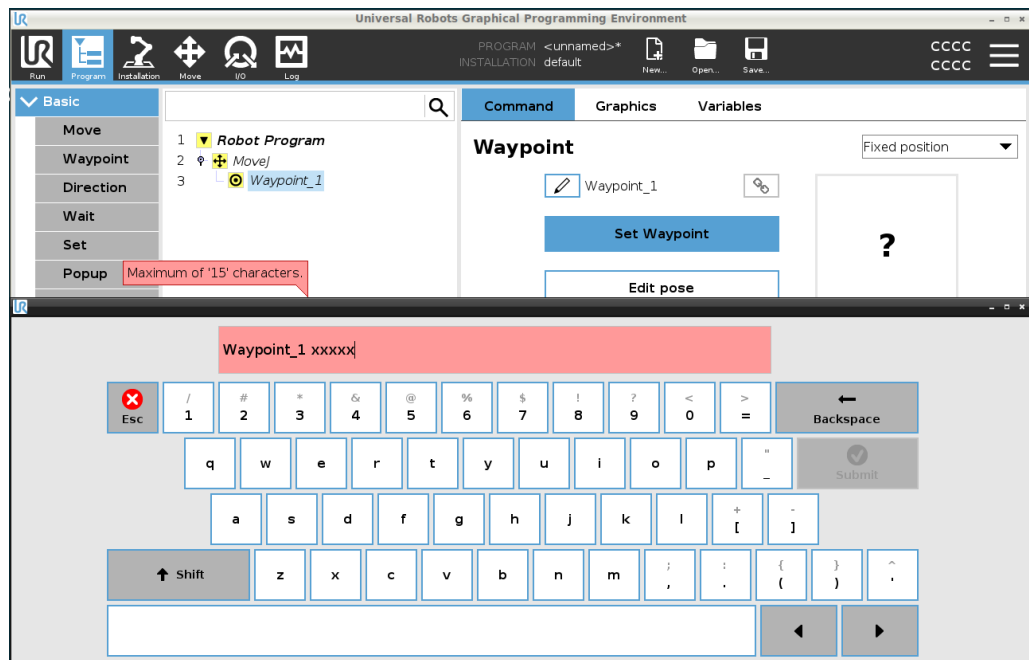 UR
Universal Robots Graphical Programming Environment
Run
Program
Installation
Move
I/O
Log
PROGRAM <unnamed>*
INSTALLATION default
New...
Open...
Save...
CCCC
CCCC
Basic
Command
Graphics
Variables
Move
Waypoint
Direction
Wait
Set
Popup
1 Robot Program
2 MoveJ
3 Waypoint_1
Waypoint
Fixed position
Waypoint_1
Set Waypoint
?
Edit pose
Maximum of '15' characters.
UR
Waypoint_1 xxxxx
Esc
/ # * & @ % $ ! ? < >
1 2 3 4 5 6 7 8 9 0 =
Backspace
q w e r t y u i o p " _
Submit
a s d f g h j k l + [ - ]
Shift
z x c v b n m ; , : . { ( } ) ^ '